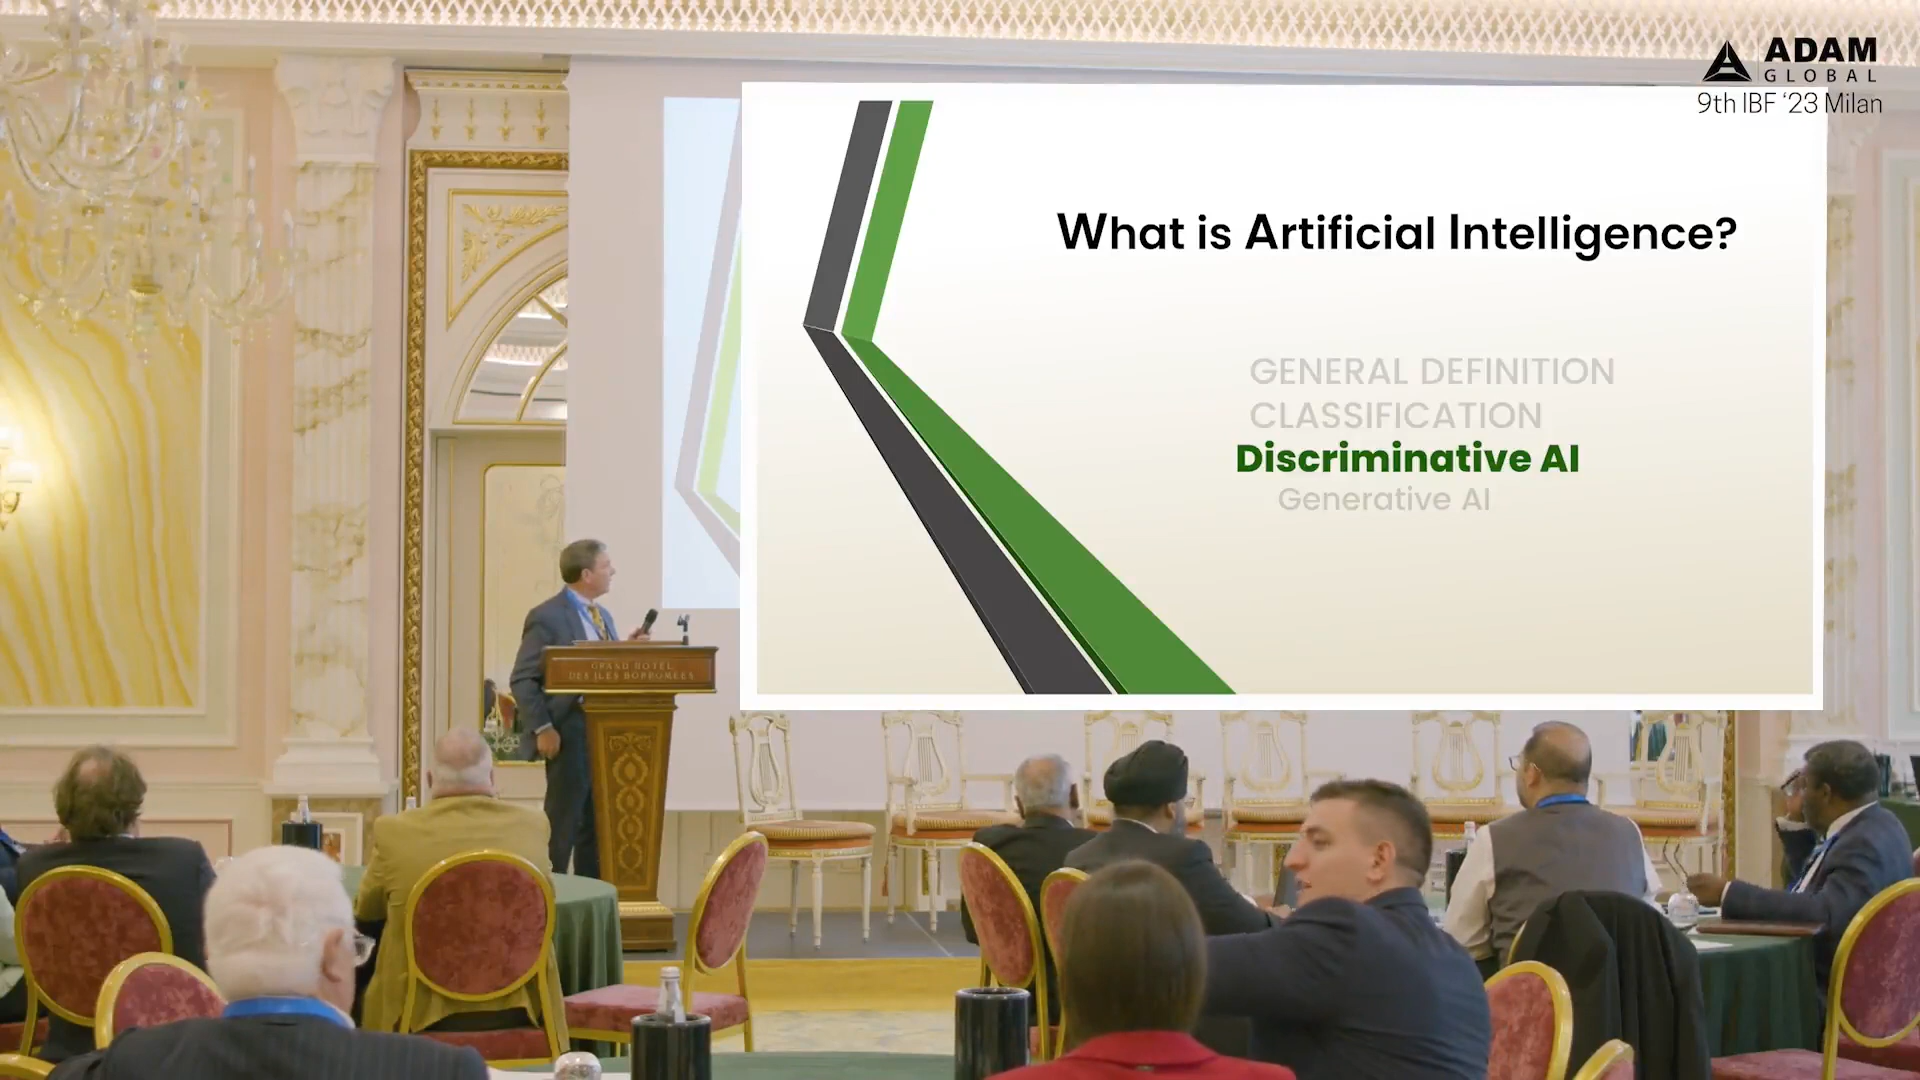 ADAM
GLOBAL
9th IBF ‘23 Milan
What is Artificial Intelligence?
GENERAL DEFINITION
CLASSIFICATION
Discriminative AI
Generative AI
GRAND HOTEL
DES ILES BORROMEES